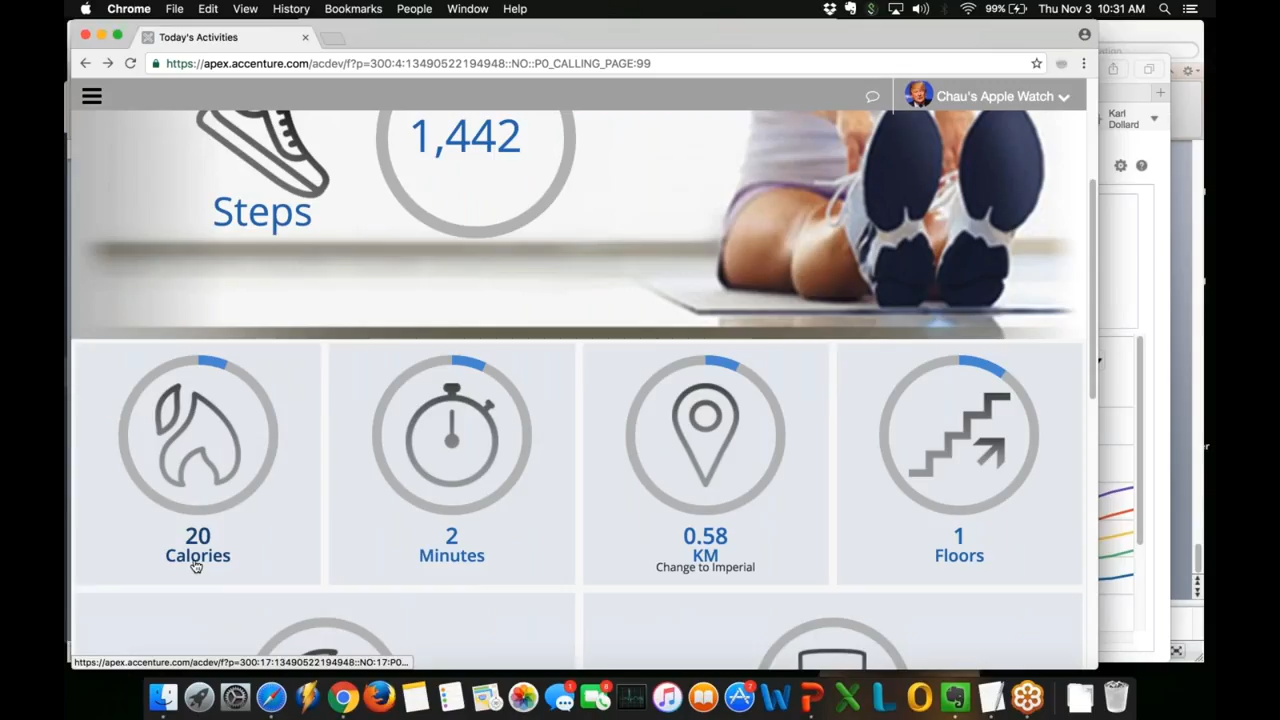 Chrome File Edit View History Bookmarks People Window Help 99% Thu Nov 3 10:31 AM
Today's Activities
https://apex.accenture.com/acdev/f?p=300:4:13490522194948::NO::P0_CALLING_PAGE:99
Chau's Apple Watch
Karl
Dollard
1,442
Steps
20
Calories
2
Minutes
0.58
KM
Change to Imperial
1
Floors
https://apex.accenture.com/acdev/f?p=300:17:13490522194948::NO:17:P0...